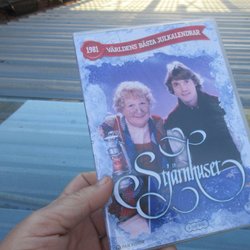 1981 VÄRLDENS BÄSTA JULKALENDRAR
Stjärnhuset